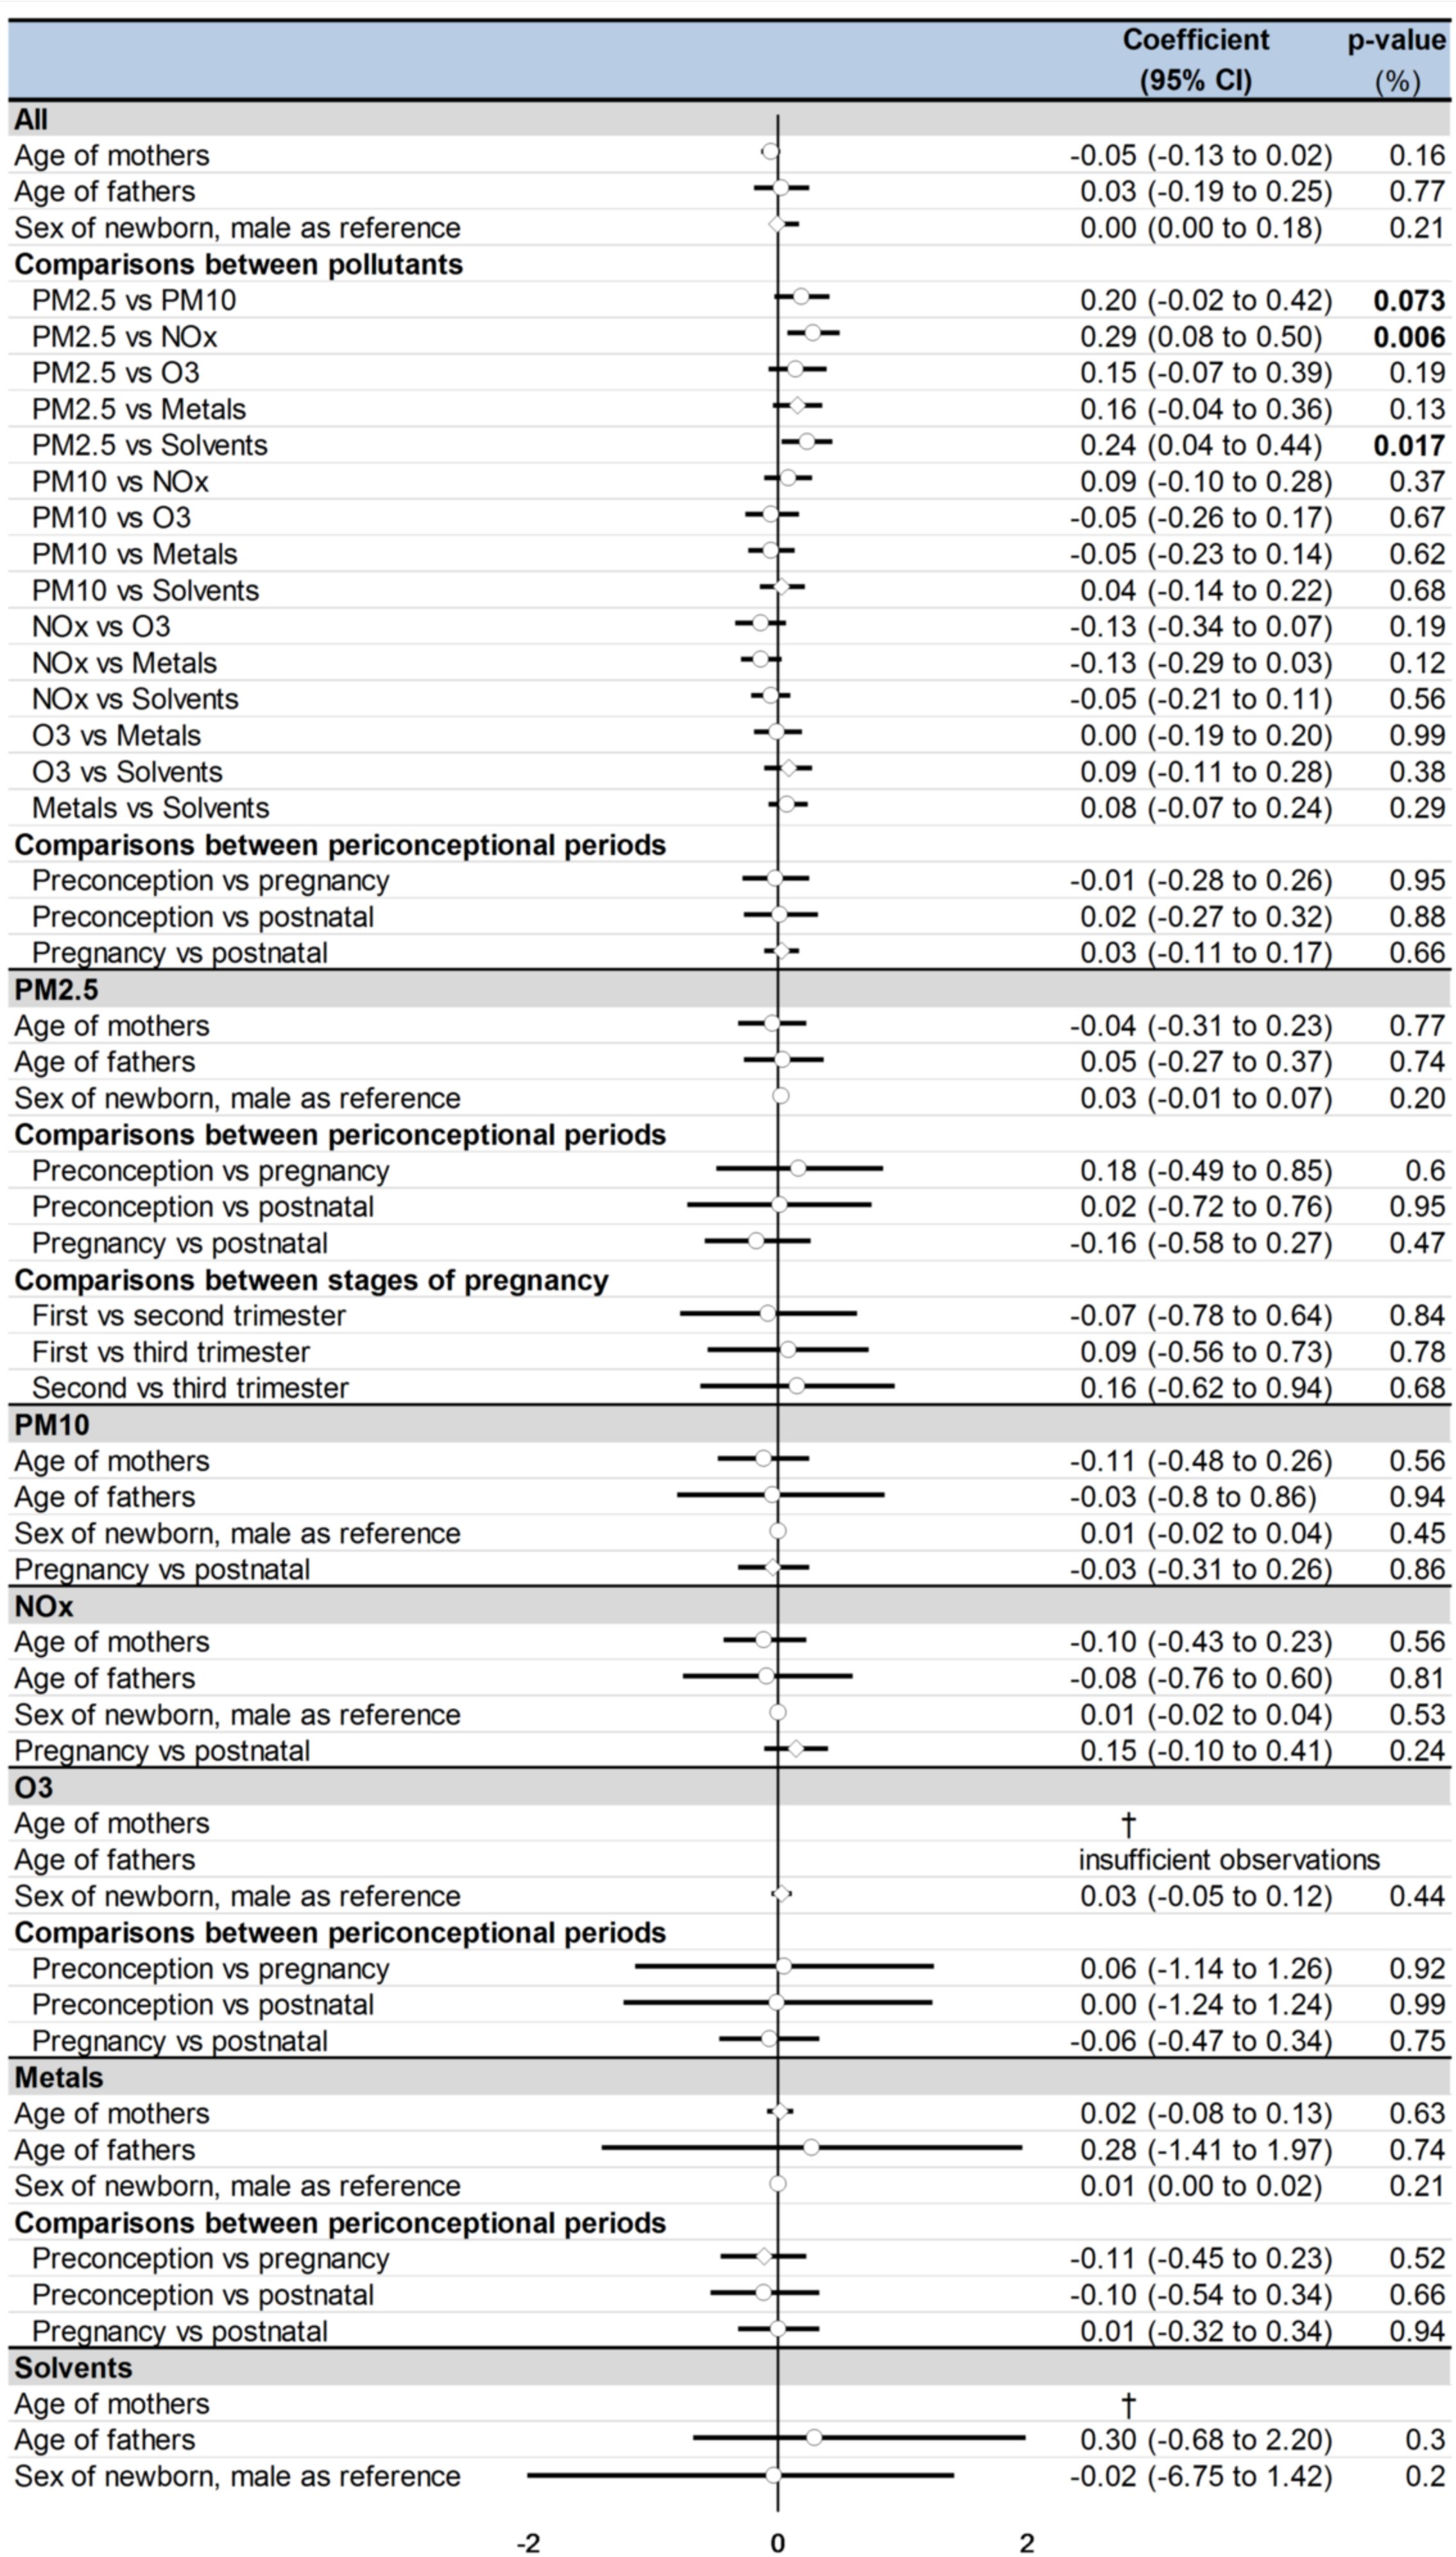 Coefficient p-value
(95% CI) (%)
All
Age of mothers -0.05 (-0.13 to 0.02) 0.16
Age of fathers 0.03 (-0.19 to 0.25) 0.77
Sex of newborn, male as reference 0.00 (0.00 to 0.18) 0.21
Comparisons between pollutants
PM2.5 vs PM10 0.20 (-0.02 to 0.42) 0.073
PM2.5 vs NOx 0.29 (0.08 to 0.50) 0.006
PM2.5 vs O3 0.15 (-0.07 to 0.39) 0.19
PM2.5 vs Metals 0.16 (-0.04 to 0.36) 0.13
PM2.5 vs Solvents 0.24 (0.04 to 0.44) 0.017
PM10 vs NOx 0.09 (-0.10 to 0.28) 0.37
PM10 vs O3 -0.05 (-0.26 to 0.17) 0.67
PM10 vs Metals -0.05 (-0.23 to 0.14) 0.62
PM10 vs Solvents 0.04 (-0.14 to 0.22) 0.68
NOx vs O3 -0.13 (-0.34 to 0.07) 0.19
NOx vs Metals -0.13 (-0.29 to 0.03) 0.12
NOx vs Solvents -0.05 (-0.21 to 0.11) 0.56
O3 vs Metals 0.00 (-0.19 to 0.20) 0.99
O3 vs Solvents 0.09 (-0.11 to 0.28) 0.38
Metals vs Solvents 0.08 (-0.07 to 0.24) 0.29
Comparisons between periconceptional periods
Preconception vs pregnancy -0.01 (-0.28 to 0.26) 0.95
Preconception vs postnatal 0.02 (-0.27 to 0.32) 0.88
Pregnancy vs postnatal 0.03 (-0.11 to 0.17) 0.66
PM2.5
Age of mothers -0.04 (-0.31 to 0.23) 0.77
Age of fathers 0.05 (-0.27 to 0.37) 0.74
Sex of newborn, male as reference 0.03 (-0.01 to 0.07) 0.20
Comparisons between periconceptional periods
Preconception vs pregnancy 0.18 (-0.49 to 0.85) 0.6
Preconception vs postnatal 0.02 (-0.72 to 0.76) 0.95
Pregnancy vs postnatal -0.16 (-0.58 to 0.27) 0.47
Comparisons between stages of pregnancy
First vs second trimester -0.07 (-0.78 to 0.64) 0.84
First vs third trimester 0.09 (-0.56 to 0.73) 0.78
Second vs third trimester 0.16 (-0.62 to 0.94) 0.68
PM10
Age of mothers -0.11 (-0.48 to 0.26) 0.56
Age of fathers -0.03 (-0.8 to 0.86) 0.94
Sex of newborn, male as reference 0.01 (-0.02 to 0.04) 0.45
Pregnancy vs postnatal -0.03 (-0.31 to 0.26) 0.86
NOx
Age of mothers -0.10 (-0.43 to 0.23) 0.56
Age of fathers -0.08 (-0.76 to 0.60) 0.81
Sex of newborn, male as reference 0.01 (-0.02 to 0.04) 0.53
Pregnancy vs postnatal 0.15 (-0.10 to 0.41) 0.24
O3
Age of mothers †
Age of fathers insufficient observations
Sex of newborn, male as reference 0.03 (-0.05 to 0.12) 0.44
Comparisons between periconceptional periods
Preconception vs pregnancy 0.06 (-1.14 to 1.26) 0.92
Preconception vs postnatal 0.00 (-1.24 to 1.24) 0.99
Pregnancy vs postnatal -0.06 (-0.47 to 0.34) 0.75
Metals
Age of mothers 0.02 (-0.08 to 0.13) 0.63
Age of fathers 0.28 (-1.41 to 1.97) 0.74
Sex of newborn, male as reference 0.01 (0.00 to 0.02) 0.21
Comparisons between periconceptional periods
Preconception vs pregnancy -0.11 (-0.45 to 0.23) 0.52
Preconception vs postnatal -0.10 (-0.54 to 0.34) 0.66
Pregnancy vs postnatal 0.01 (-0.32 to 0.34) 0.94
Solvents
Age of mothers †
Age of fathers 0.30 (-0.68 to 2.20) 0.3
Sex of newborn, male as reference -0.02 (-6.75 to 1.42) 0.2
-2 0 2